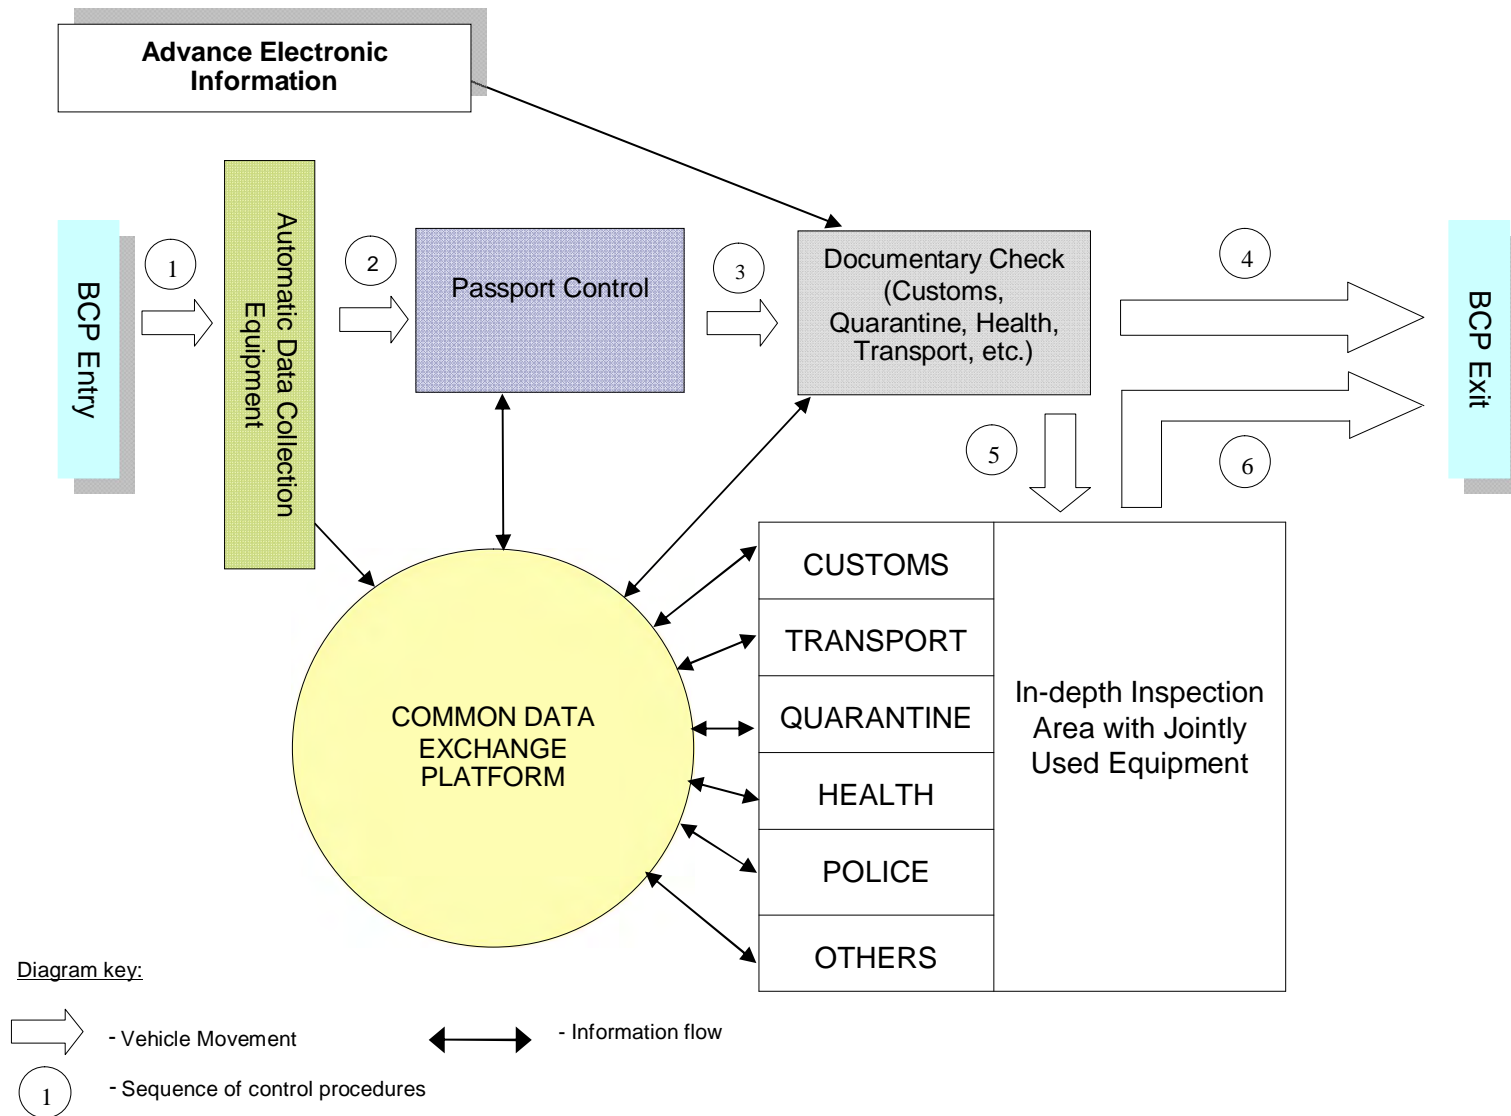 Advance Electronic
Information
BCP Entry
1
Automatic Data Collection
Equipment
2
Passport Control
3
Documentary Check
(Customs,
Quarantine, Health,
Transport, etc.)
4
5
6
BCP Exit
COMMON DATA
EXCHANGE
PLATFORM
CUSTOMS
TRANSPORT
QUARANTINE
HEALTH
POLICE
OTHERS
In-depth Inspection
Area with Jointly
Used Equipment
Diagram key:
- Vehicle Movement
- Information flow
1
- Sequence of control procedures